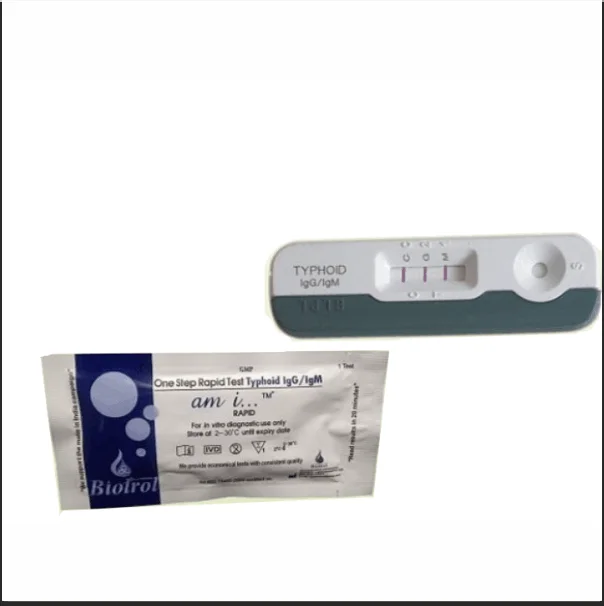 TYPHOID
IgG/IgM
C G M
S
GMP
1 Test
One Step Rapid Test Typhoid IgG/IgM
am i... ™
RAPID
For in vitro diagnostic use only
Store at 2~30°C until expiry date
IVD
We provide economical tests with consistent quality
"Read results in 20 minutes"
Biotrol